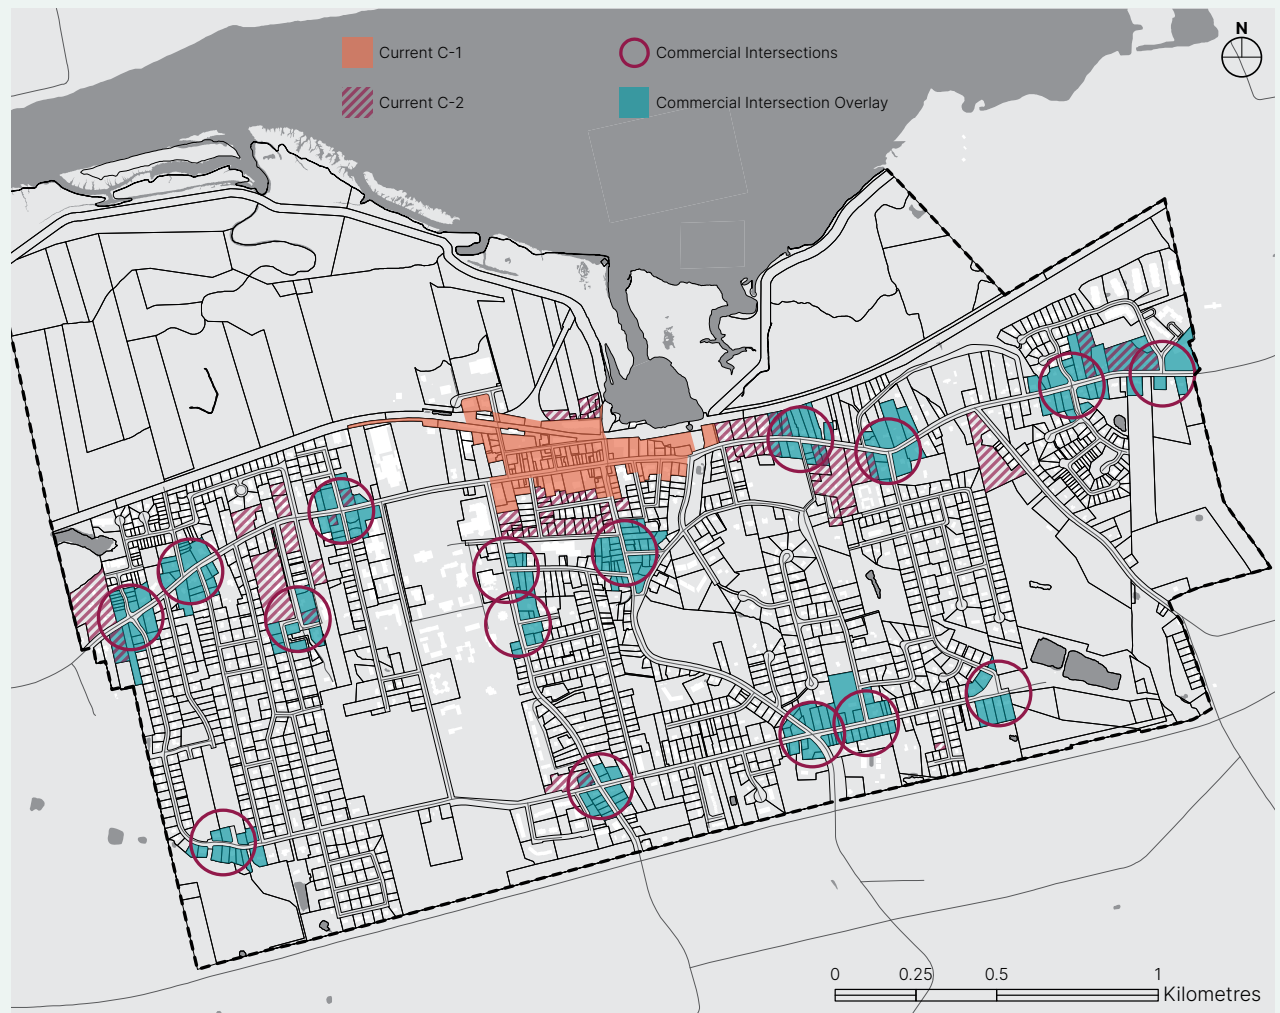 N
Current C-1
Commercial Intersections
Current C-2
Commercial Intersection Overlay
0 0.25 0.5 1
Kilometres